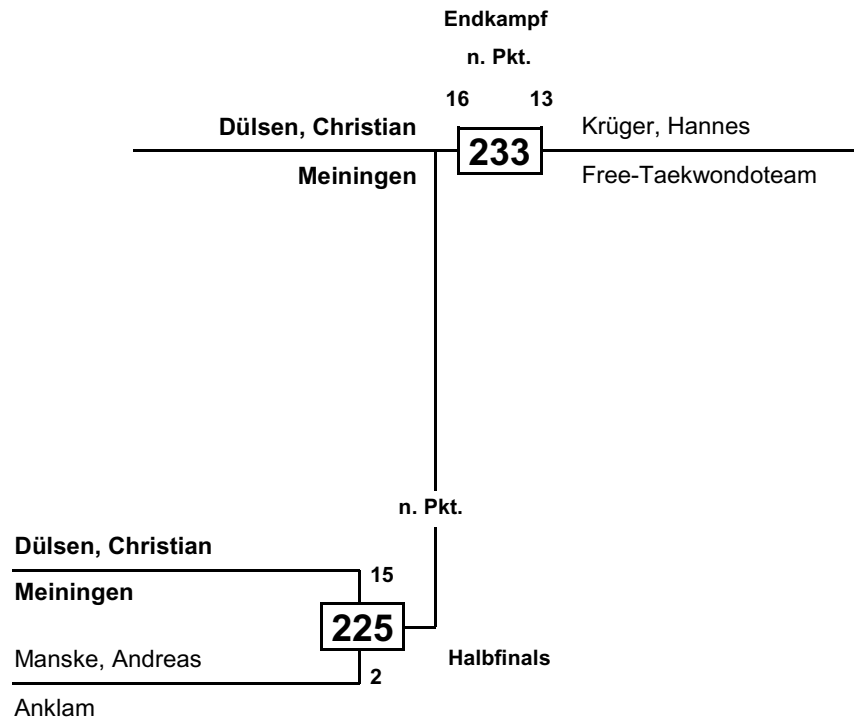 Endkampf
n. Pkt.
16 13
Dülsen, Christian
233
Krüger, Hannes
Meiningen
Free-Taekwondoteam
n. Pkt.
Dülsen, Christian
15
Meiningen
225
Manske, Andreas
Halbfinals
2
Anklam